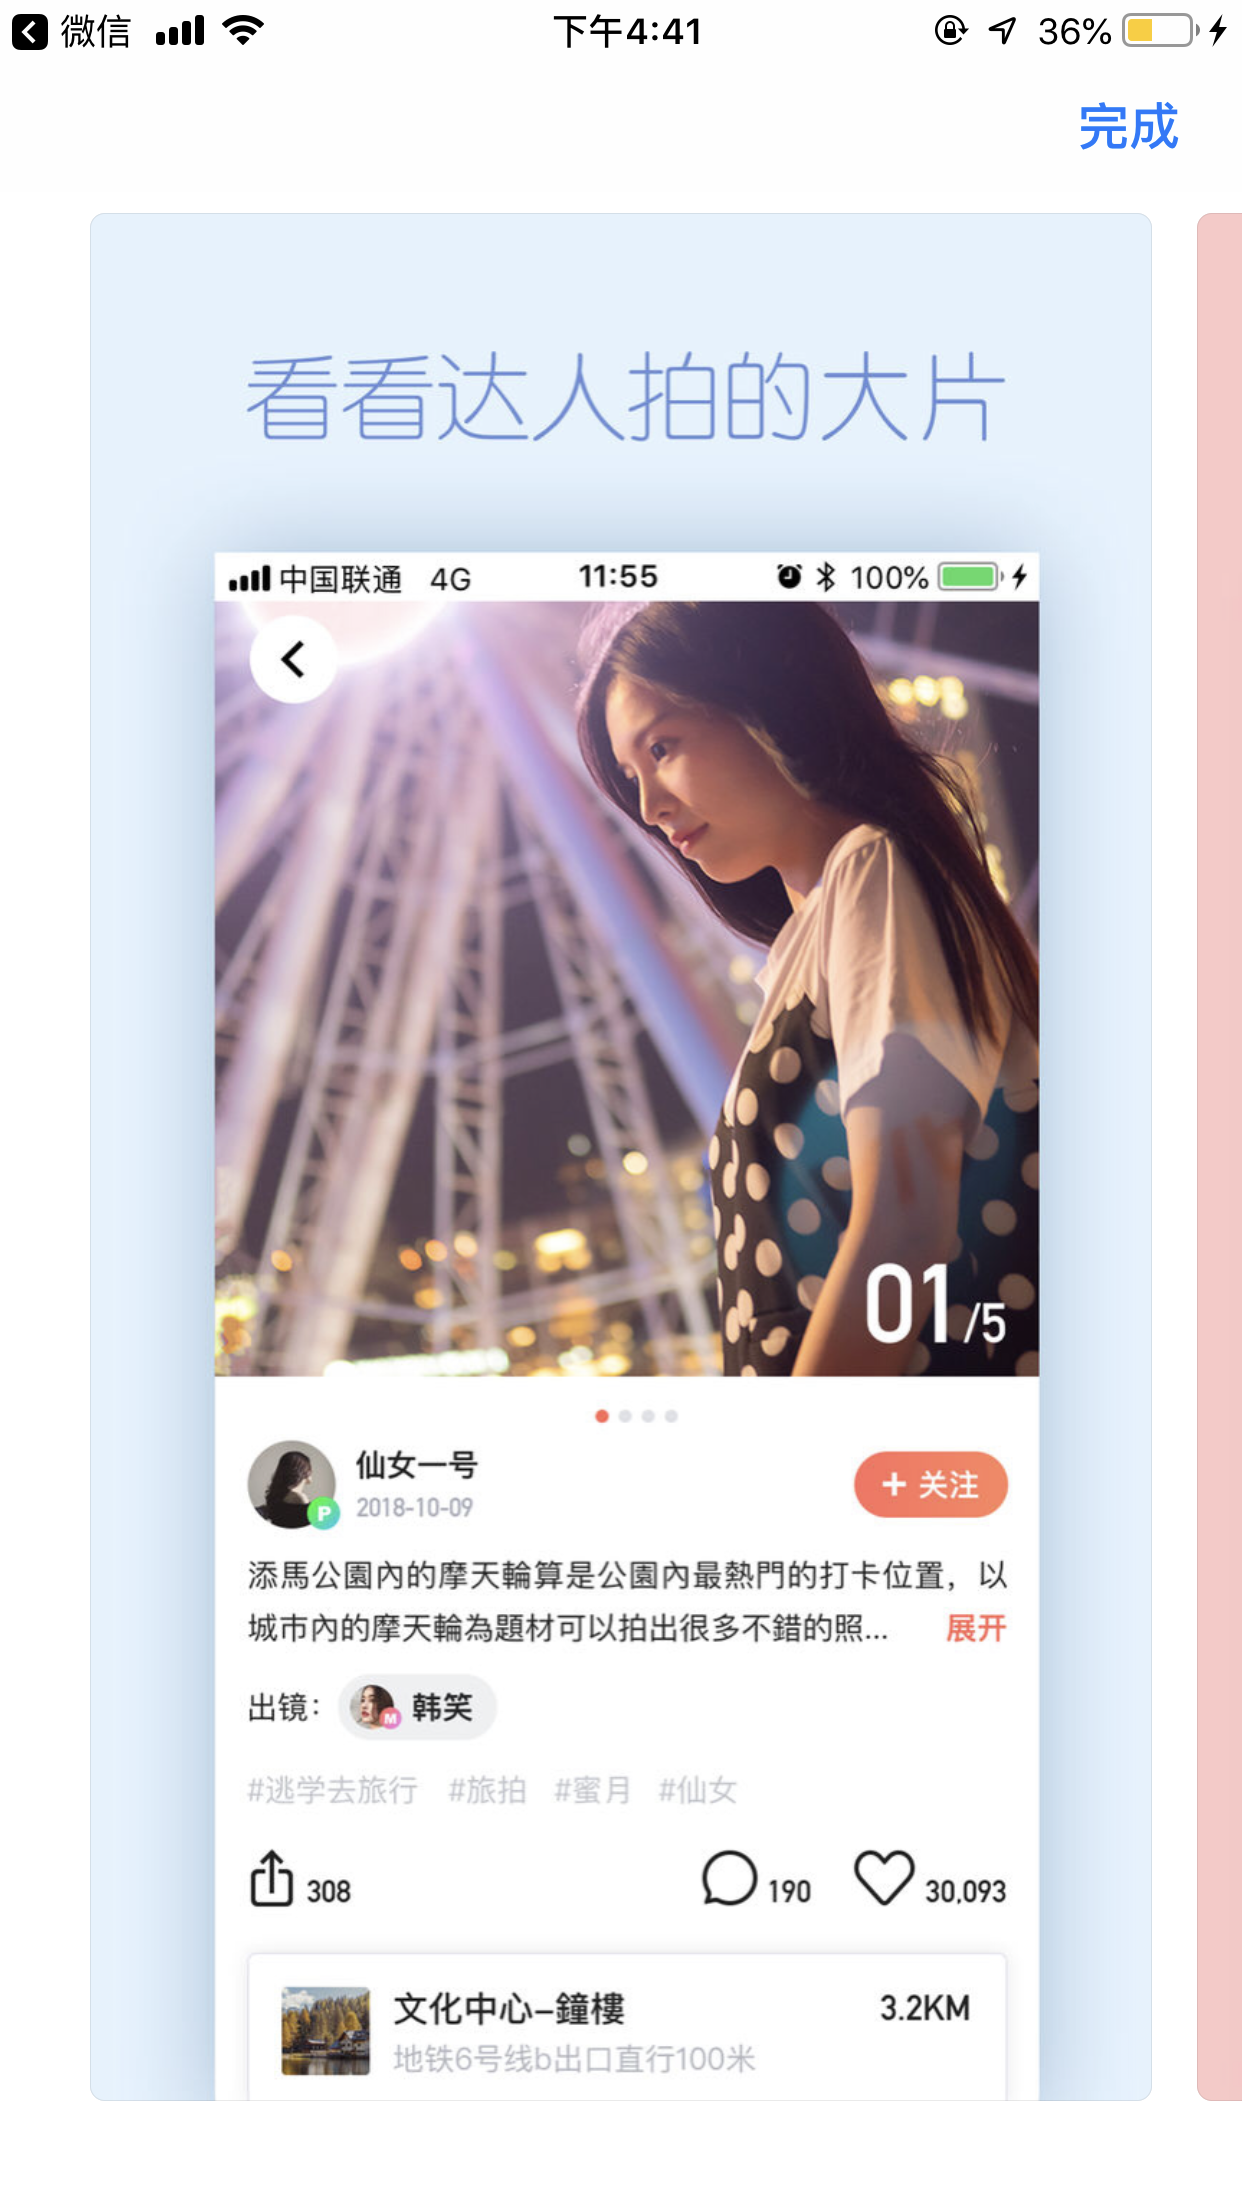 微信 下午4:41 36%
完成
看看达人拍的大片
中国联通 4G 11:55 100%
01/5
仙女一号
P
2018-10-09
+ 关注
添馬公園內的摩天輪算是公園內最熱門的打卡位置，以
城市內的摩天輪為題材可以拍出很多不錯的照... 展开
出镜： M 韩笑
#逃学去旅行 #旅拍 #蜜月 #仙女
308 190 30,093
文化中心–鐘樓 3.2KM
地铁6号线b出口直行100米